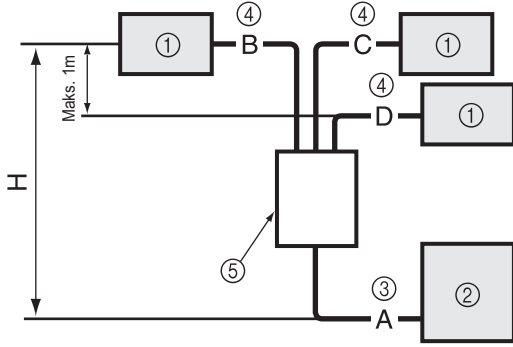 ④ ④
① B C ①
Maks. 1m
④
D ①
H
⑤
③
A ②